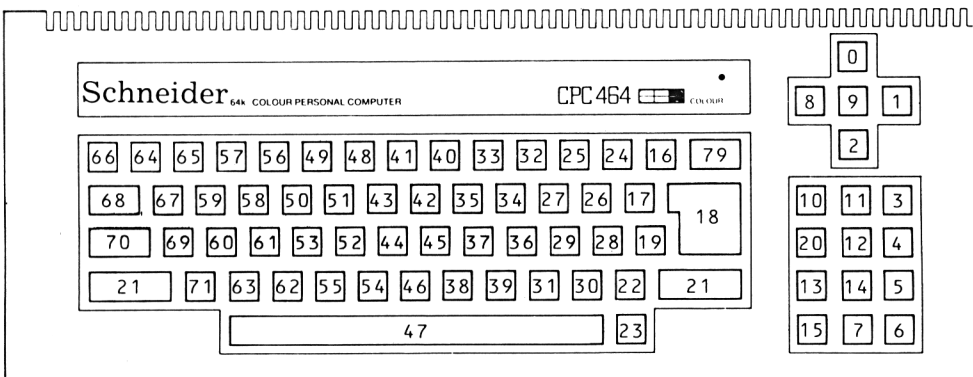 0
Schneider 64k COLOUR PERSONAL COMPUTER CPC 464 COLOUR
8 9 1
2
66 64 65 57 56 49 48 41 40 33 32 25 24 16 79
68 67 59 58 50 51 43 42 35 34 27 26 17 18
10 11 3
70 69 60 61 53 52 44 45 37 36 29 28 19
20 12 4
21 71 63 62 55 54 46 38 39 31 30 22 21
13 14 5
47 23
15 7 6